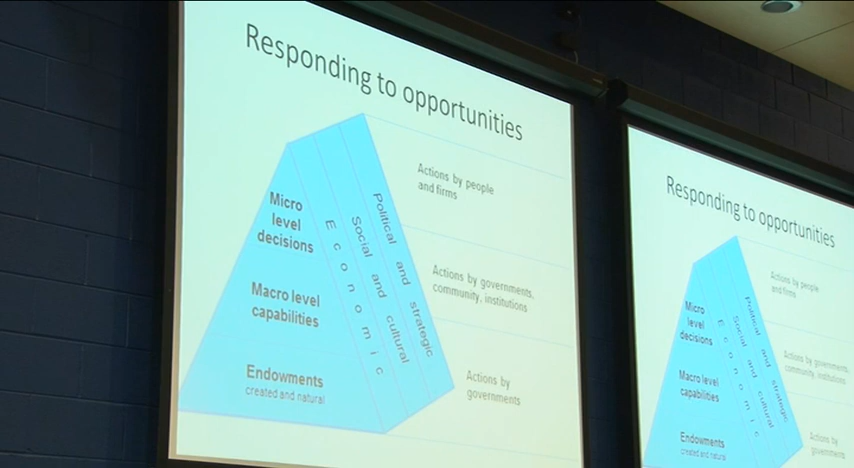 Responding to opportunities
Micro
level
decisions
Macro level
capabilities
Endowments
created and natural
Economic
Social and cultural
Political and strategic
Actions by people
and firms
Actions by governments,
community, institutions
Actions by
governments
Responding to opportunities
Micro
level
decisions
Macro level
capabilities
Endowments
created and natural
Economic
Social and cultural
Political and strategic
Actions by people
and firms
Actions by governments,
community, institutions
Actions by
governments